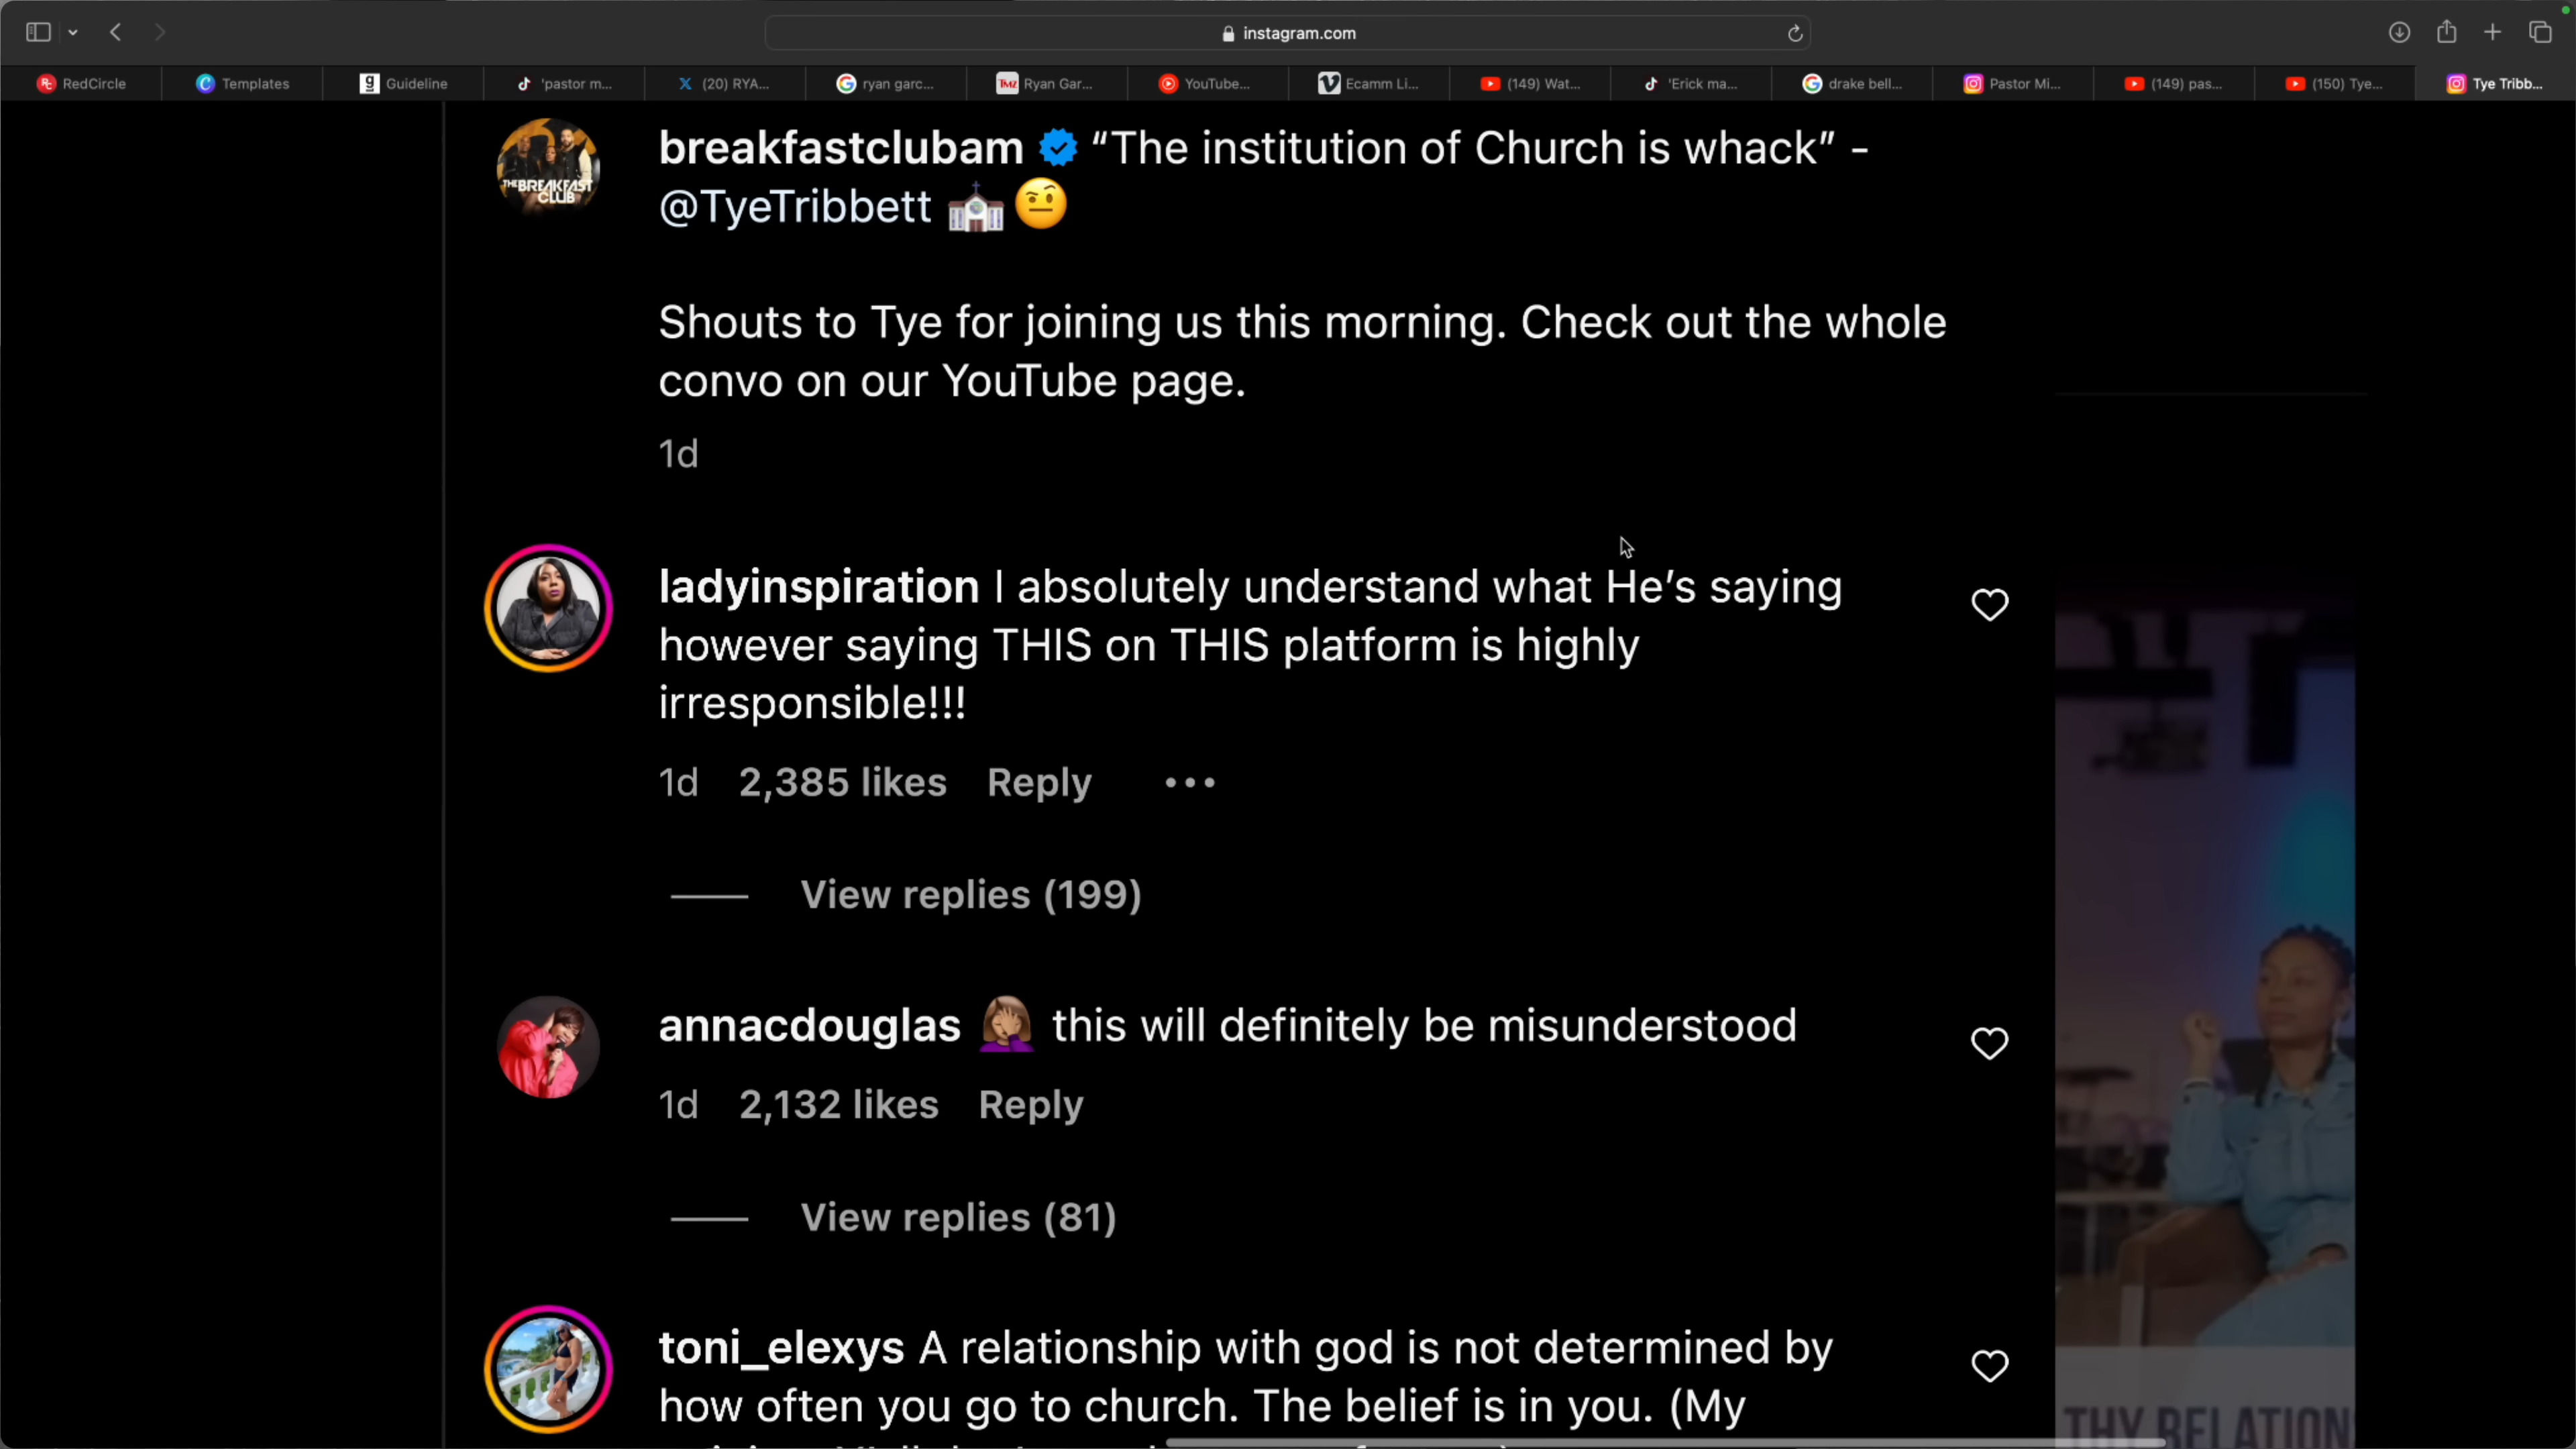 instagram.com
RedCircle
Templates
Guideline
'pastor m...
(20) RYA...
ryan garc...
Ryan Gar...
YouTube...
Ecamm Li...
(149) Wat...
'Erick ma...
drake bell...
Pastor Mi...
(149) pas...
(150) Tye...
Tye Tribb...
THE BREAKFAST
CLUB
breakfastclubam “The institution of Church is whack” -
@TyeTribbett ⛪🤨
Shouts to Tye for joining us this morning. Check out the whole
convo on our YouTube page.
1d
ladyinspiration I absolutely understand what He’s saying
however saying THIS on THIS platform is highly
irresponsible!!!
1d 2,385 likes Reply •••
View replies (199)
annacdouglas 🤦🏽‍♀️ this will definitely be misunderstood
1d 2,132 likes Reply
View replies (81)
toni_elexys A relationship with god is not determined by
how often you go to church. The belief is in you. (My
THY RELATION